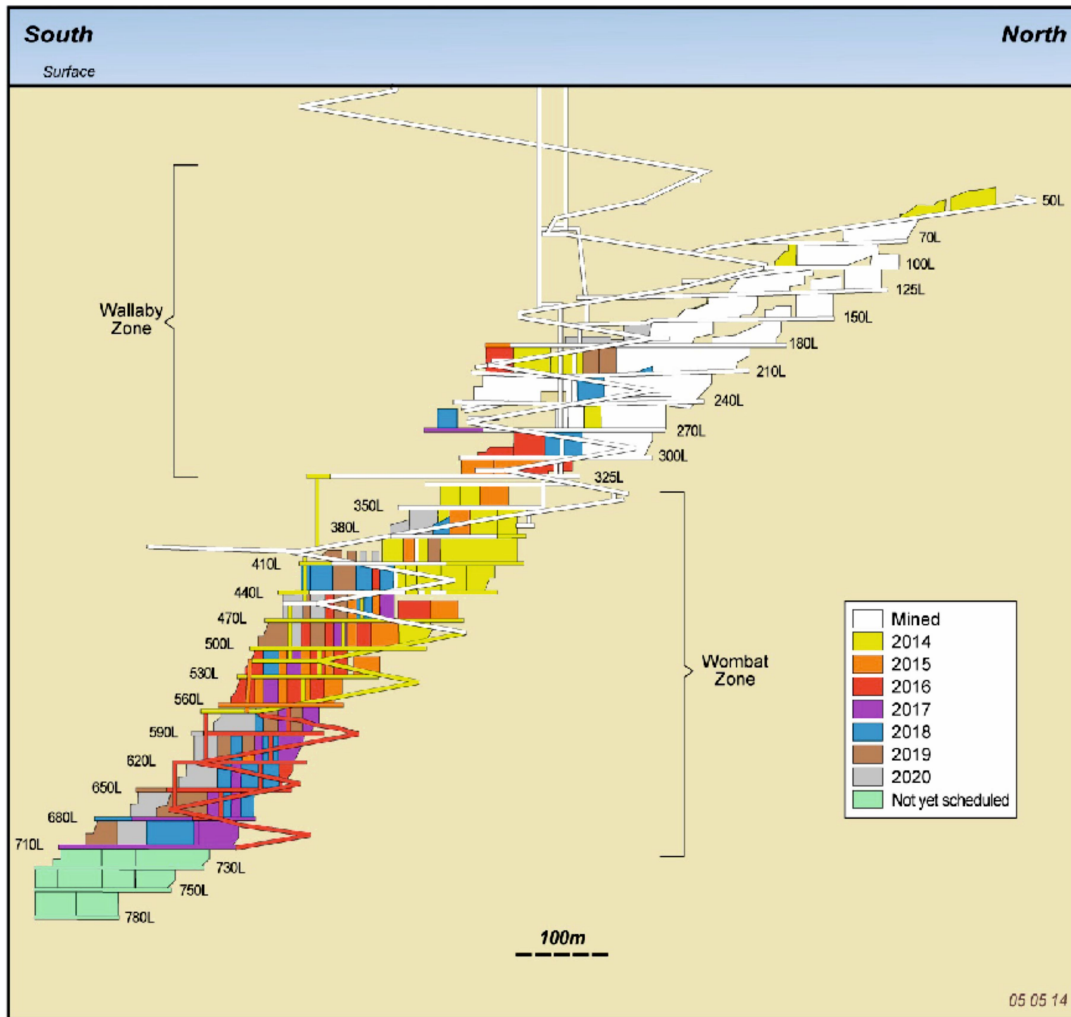 South
North
Surface
50L
70L
100L
125L
150L
180L
210L
240L
270L
300L
325L
Wallaby
Zone
350L
380L
410L
440L
470L
500L
530L
560L
590L
620L
650L
680L
710L
730L
750L
780L
Wombat
Zone
Mined
2014
2015
2016
2017
2018
2019
2020
Not yet scheduled
100m
05 05 14